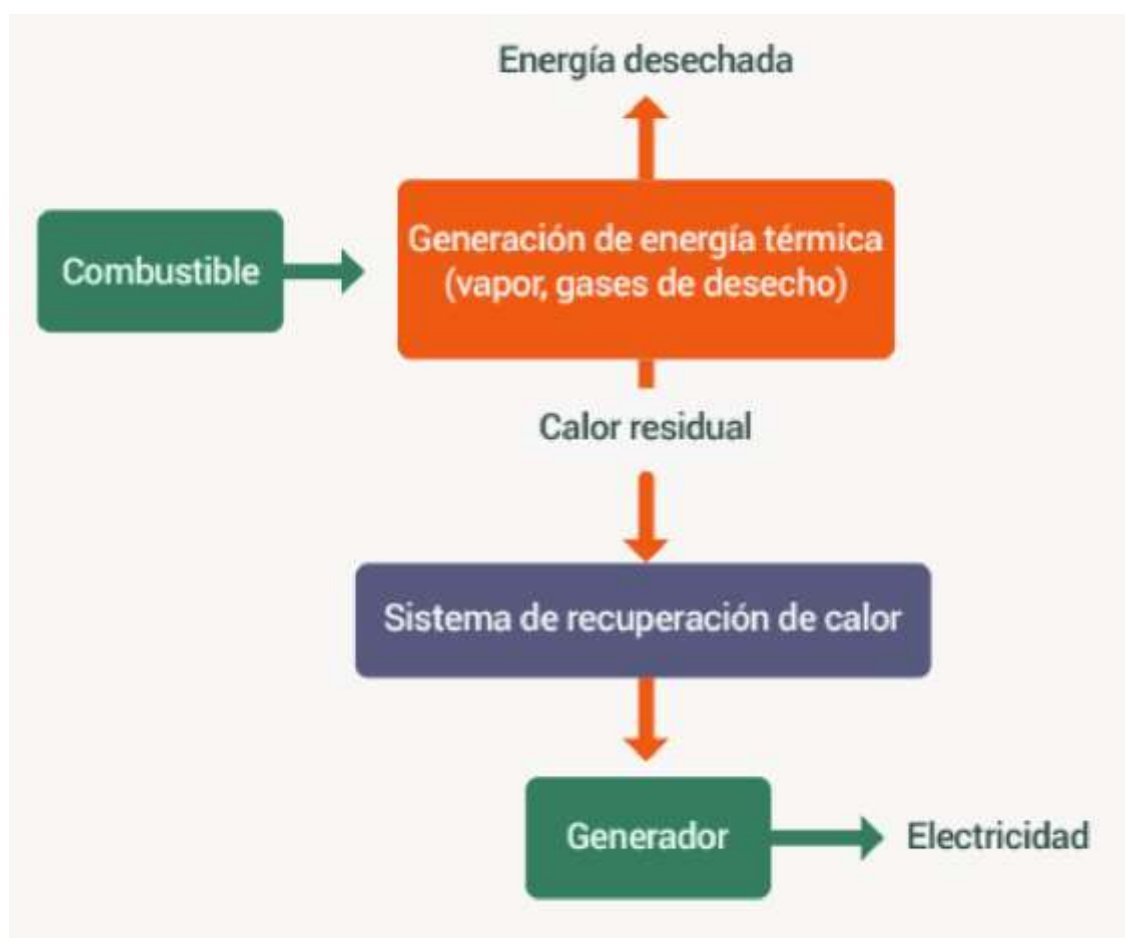 Energía desechada
Combustible
Generación de energía térmica
(vapor, gases de desecho)
Calor residual
Sistema de recuperación de calor
Generador
Electricidad